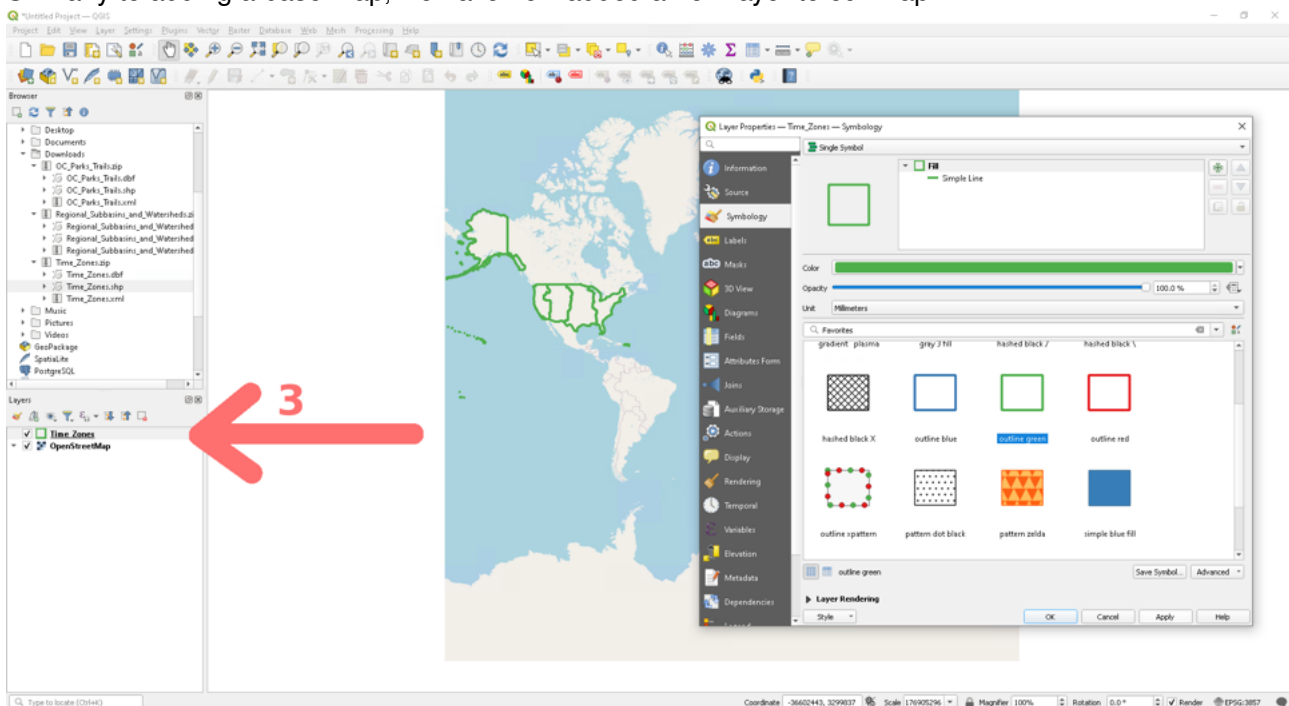 "Untitled Project — QGIS
Project Edit View Layer Settings Plugins Vector Raster Database Web Mesh Processing Help
Browser
Desktop
Documents
Downloads
OC_Parks_Trails.zip
OC_Parks_Trails.dbf
OC_Parks_Trails.shp
OC_Parks_Trails.xml
Regional_Subbasins_and_Watersheds.zi
Regional_Subbasins_and_Watershed
Regional_Subbasins_and_Watershed
Regional_Subbasins_and_Watershed
Time_Zones.zip
Time_Zones.dbf
Time_Zones.shp
Time_Zones.xml
Music
Pictures
Videos
GeoPackage
SpatiaLite
PostgreSQL
Layers
Time_Zones
OpenStreetMap
3
Layer Properties — Time_Zones — Symbology
Information
Source
Symbology
Labels
Masks
3D View
Diagrams
Fields
Attributes Form
Joins
Auxiliary Storage
Actions
Display
Rendering
Temporal
Variables
Elevation
Metadata
Dependencies
Single Symbol
Fill
Simple Line
Color
Opacity 100.0 %
Unit Millimeters
Favorites
gradient plasma gray 3 fill hashed black / hashed black \
hashed black X outline blue outline green outline red
outline xpattern pattern dot black pattern zelda simple blue fill
outline green Save Symbol... Advanced
Layer Rendering
Style OK Cancel Apply Help
Type to locate (Ctrl+K) Coordinate -36602443, 3299837 Scale 176905296 Magnifier 100% Rotation 0.0 ° Render EPSG:3857